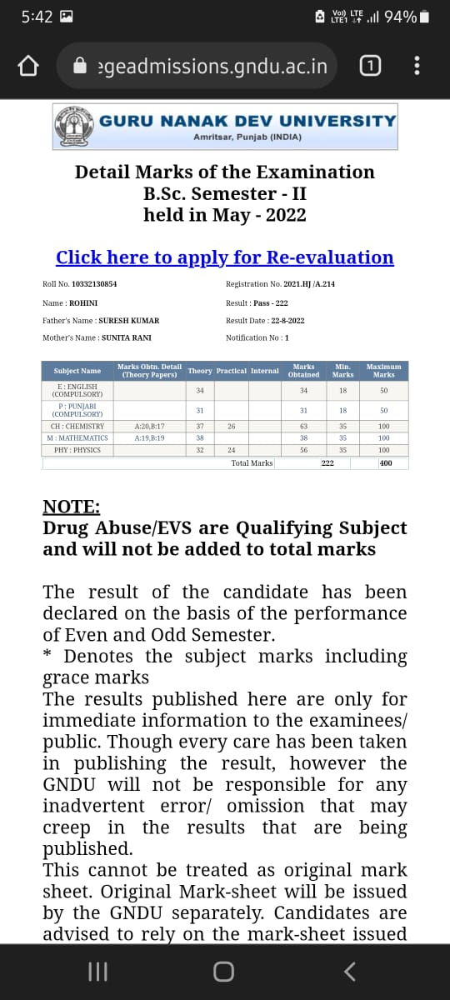 5:42
Vo)) LTE
LTE1 94%
egeadmissions.gndu.ac.in
1
GURU NANAK DEV UNIVERSITY
Amritsar, Punjab (INDIA)
Detail Marks of the Examination
B.Sc. Semester - II
held in May - 2022
Click here to apply for Re-evaluation
Roll No. 10332130854 Registration No. 2021.HJ /A.214
Name : ROHINI Result : Pass - 222
Father's Name : SURESH KUMAR Result Date : 22-8-2022
Mother's Name : SUNITA RANI Notification No : 1
Subject Name Marks Obtn. Detail (Theory Papers) Theory Practical Internal Marks Obtained Min. Marks Maximum Marks
E : ENGLISH (COMPULSORY) 34 34 18 50
P : PUNJABI (COMPULSORY) 31 31 18 50
CH : CHEMISTRY A:20,B:17 37 26 63 35 100
M : MATHEMATICS A:19,B:19 38 38 35 100
PHY : PHYSICS 32 24 56 35 100
Total Marks 222 400
NOTE:
Drug Abuse/EVS are Qualifying Subject
and will not be added to total marks
The result of the candidate has been
declared on the basis of the performance
of Even and Odd Semester.
* Denotes the subject marks including
grace marks
The results published here are only for
immediate information to the examinees/
public. Though every care has been taken
in publishing the result, however the
GNDU will not be responsible for any
inadvertent error/ omission that may
creep in the results that are being
published.
This cannot be treated as original mark
sheet. Original Mark-sheet will be issued
by the GNDU separately. Candidates are
advised to rely on the mark-sheet issued